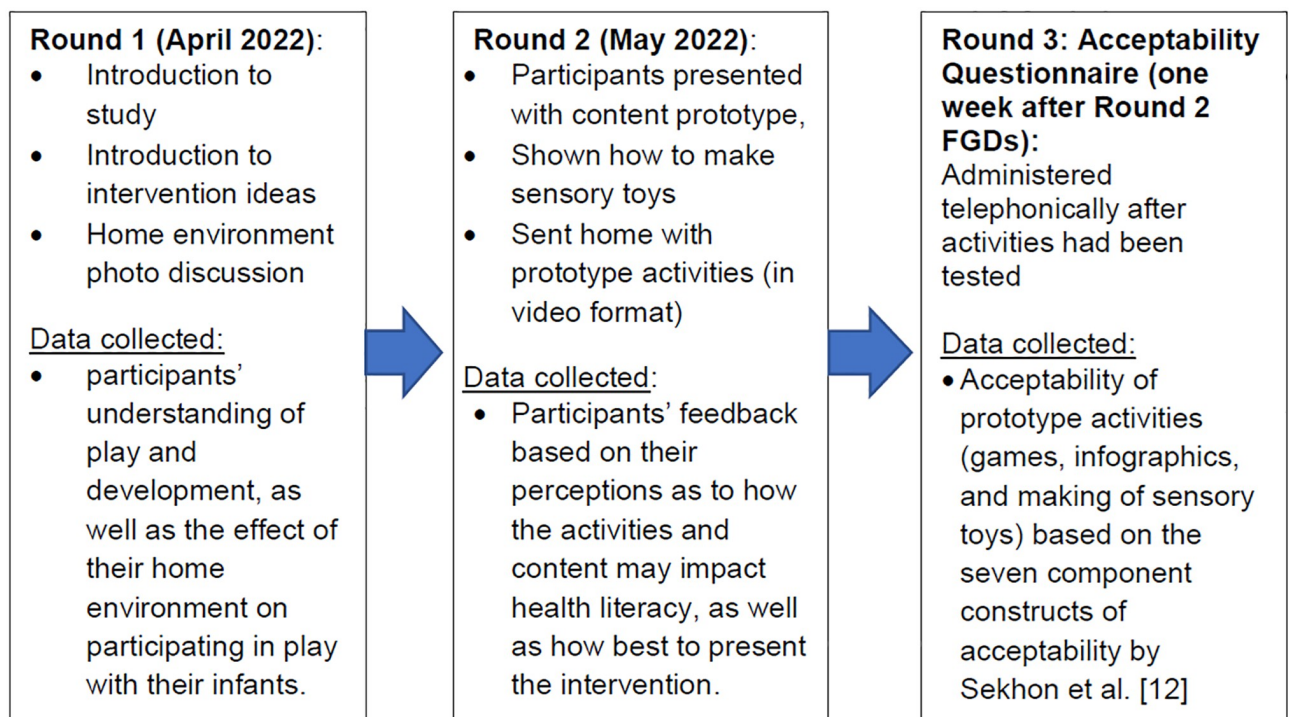 Round 1 (April 2022):
• Introduction to
study
• Introduction to
intervention ideas
• Home environment
photo discussion
Data collected:
• participants’
understanding of
play and
development, as
well as the effect of
their home
environment on
participating in play
with their infants.
Round 2 (May 2022):
• Participants presented
with content prototype,
• Shown how to make
sensory toys
• Sent home with
prototype activities (in
video format)
Data collected:
• Participants’ feedback
based on their
perceptions as to how
the activities and
content may impact
health literacy, as well
as how best to present
the intervention.
Round 3: Acceptability
Questionnaire (one
week after Round 2
FGDs):
Administered
telephonically after
activities had been
tested
Data collected:
• Acceptability of
prototype activities
(games, infographics,
and making of sensory
toys) based on the
seven component
constructs of
acceptability by
Sekhon et al. [12]